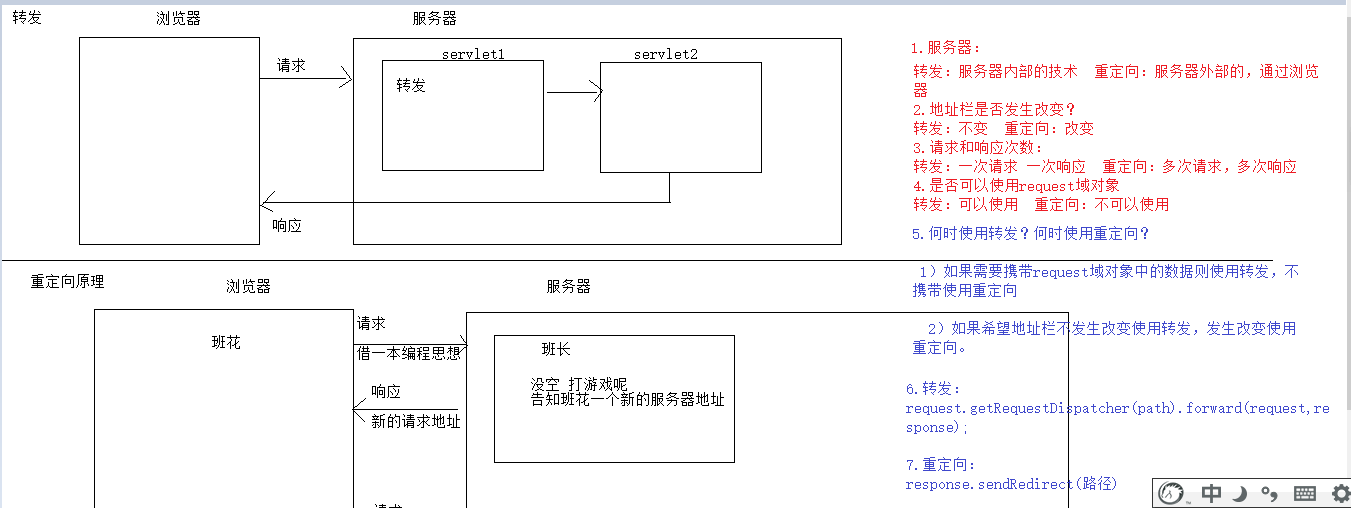 转发
浏览器
服务器
请求
servlet1
servlet2
转发
响应
1.服务器：
转发：服务器内部的技术 重定向：服务器外部的，通过浏览
器
2.地址栏是否发生改变？
转发：不变 重定向：改变
3.请求和响应次数：
转发：一次请求 一次响应 重定向：多次请求，多次响应
4.是否可以使用request域对象
转发：可以使用 重定向：不可以使用
5.何时使用转发？何时使用重定向？
1）如果需要携带request域对象中的数据则使用转发，不
携带使用重定向
2）如果希望地址栏不发生改变使用转发，发生改变使用
重定向。
6.转发：
request.getRequestDispatcher(path).forward(request,re
sponse);
7.重定向：
response.sendRedirect(路径)
重定向原理
浏览器
服务器
班花
请求
借一本编程思想
响应
新的请求地址
班长
没空 打游戏呢
告知班花一个新的服务器地址
请求
中